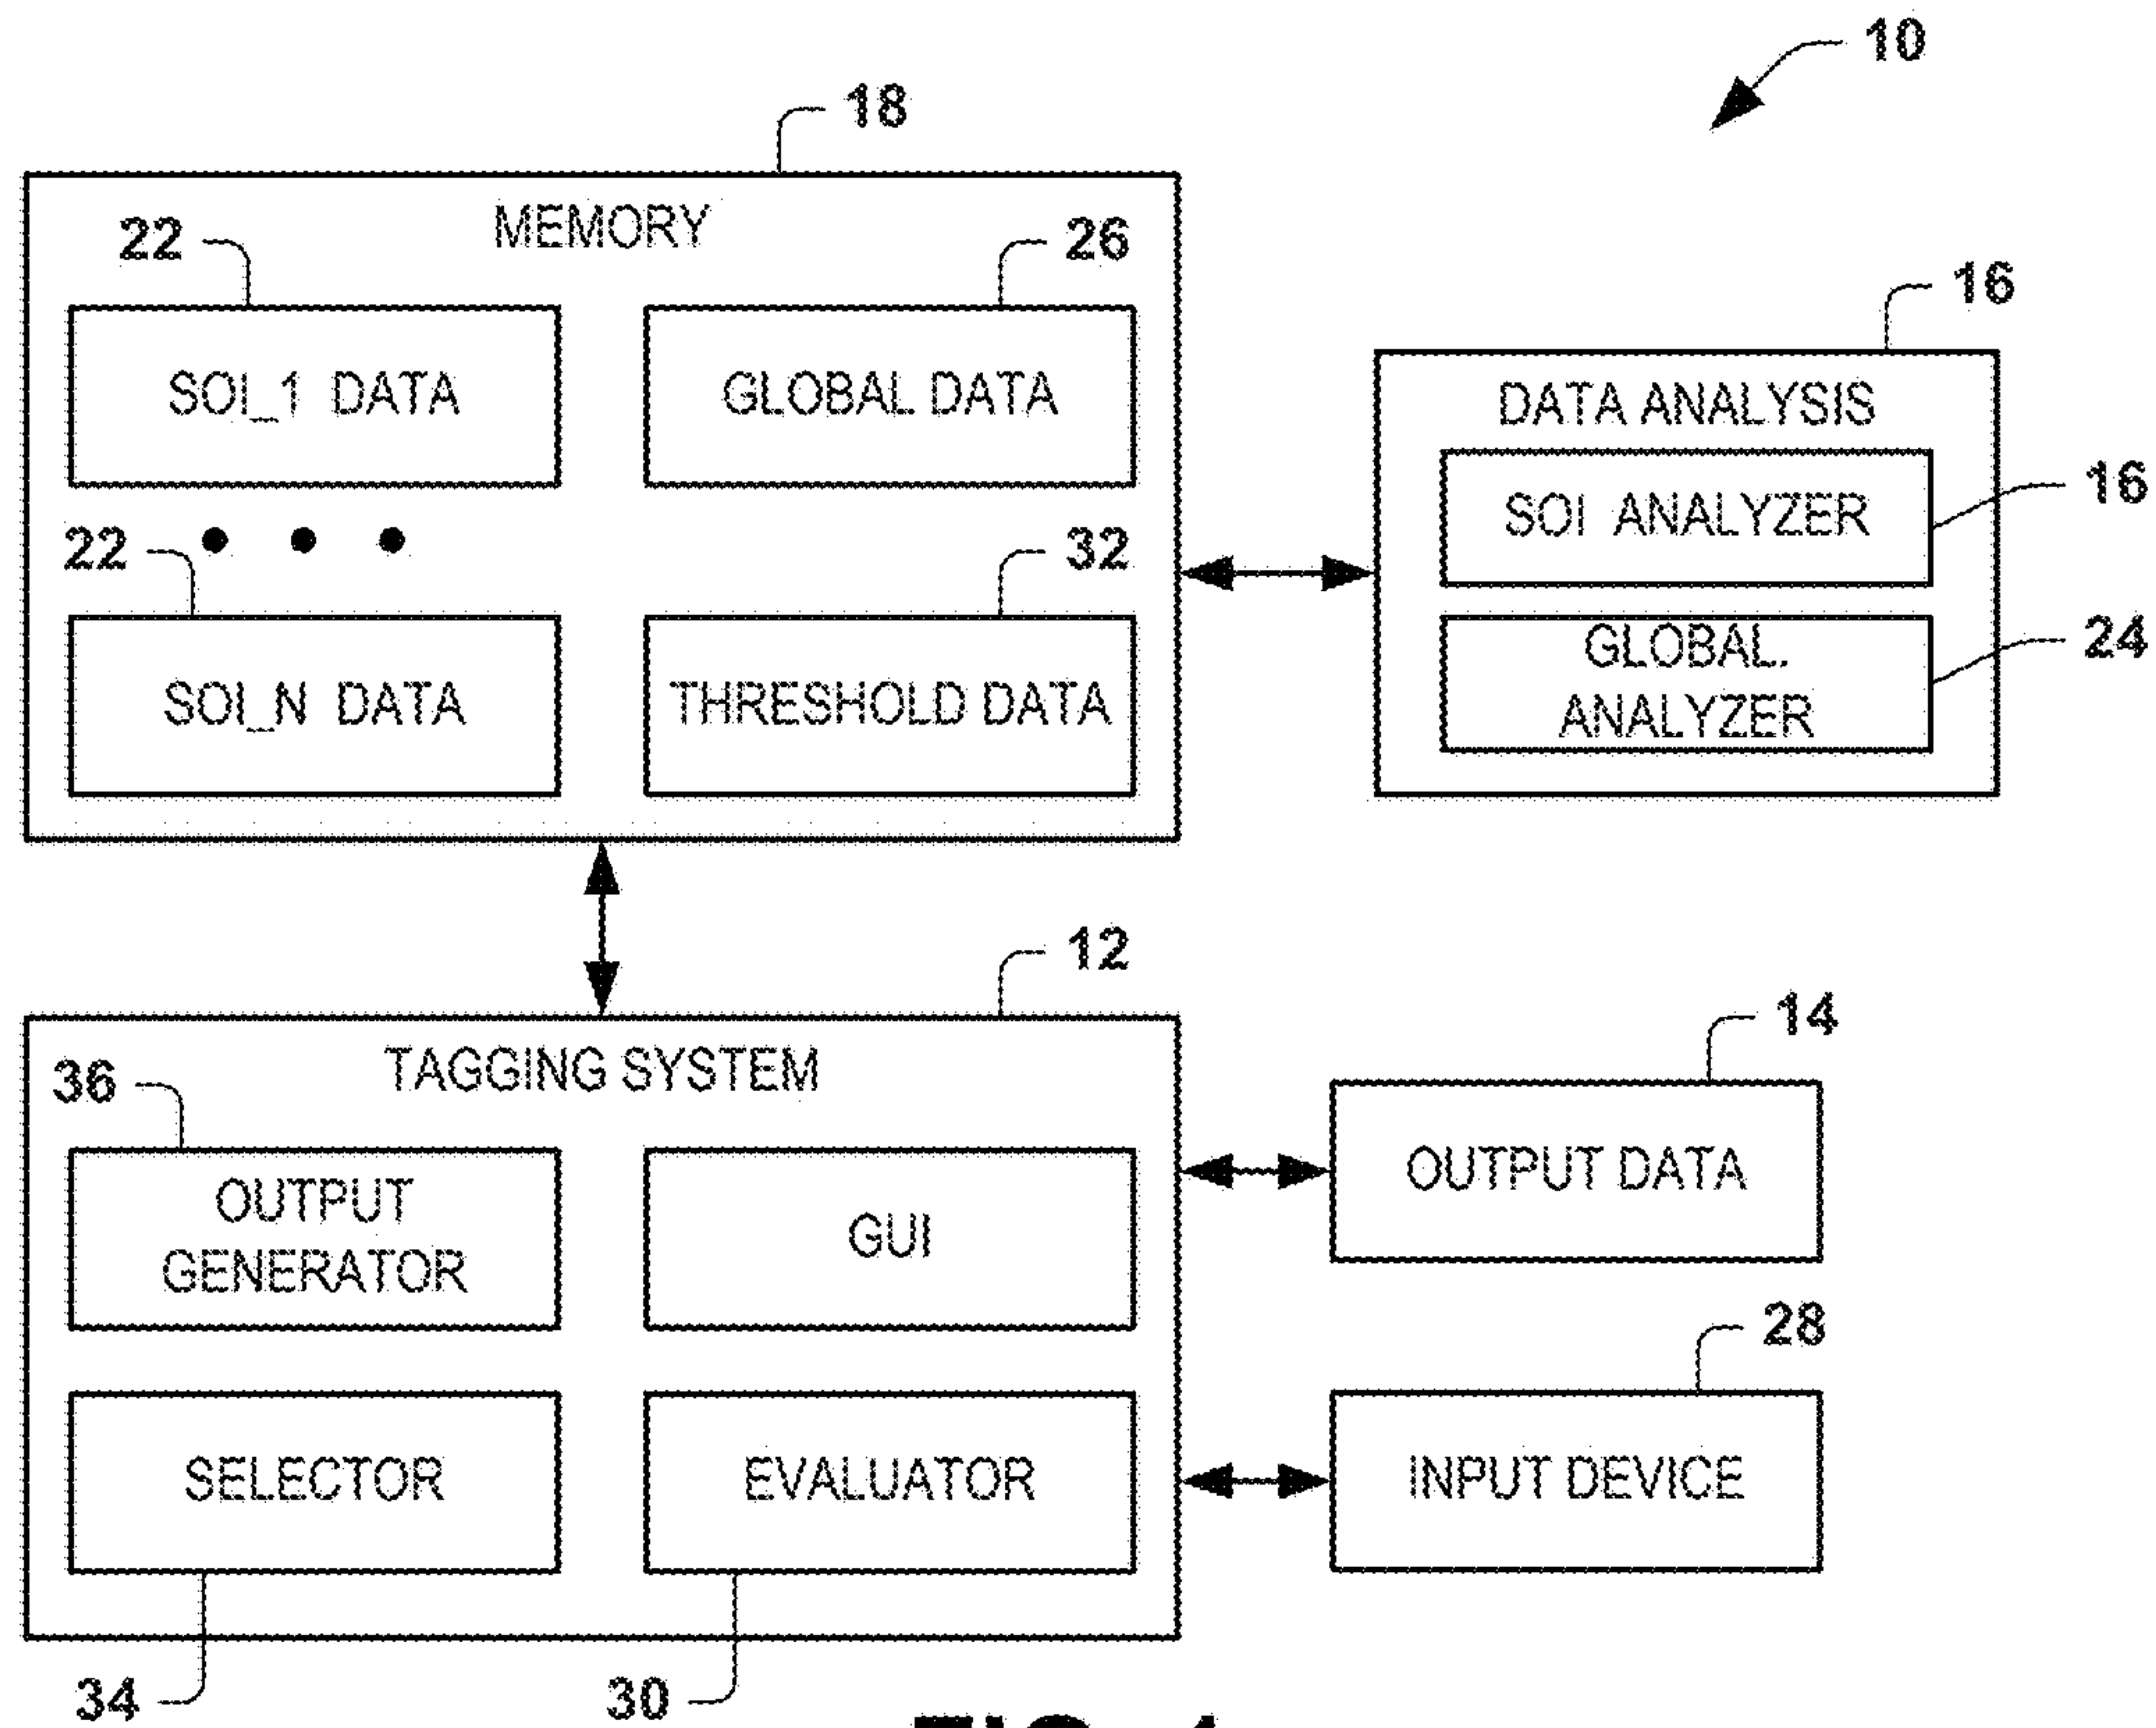 10
18
MEMORY
22
26
SOI_1 DATA
GLOBAL DATA
16
DATA ANALYSIS
SOI ANALYZER
16
22
32
SOI_N DATA
THRESHOLD DATA
GLOBAL.
ANALYZER
24
12
TAGGING SYSTEM
14
36
OUTPUT
GENERATOR
GUI
OUTPUT DATA
28
SELECTOR
EVALUATOR
INPUT DEVICE
34
30